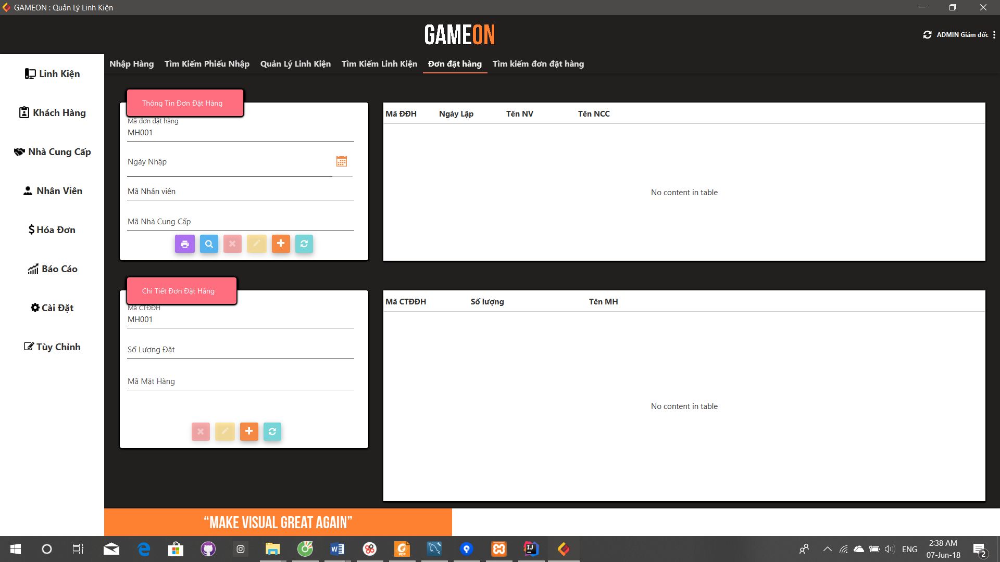 GAMEON : Quản Lý Linh Kiện
GAMEON
ADMIN Giám đốc
Linh Kiện
Khách Hàng
Nhà Cung Cấp
Nhân Viên
Hóa Đơn
Báo Cáo
Cài Đặt
Tùy Chỉnh
Nhập Hàng Tìm Kiếm Phiếu Nhập Quản Lý Linh Kiện Tìm Kiếm Linh Kiện Đơn đặt hàng Tìm kiếm đơn đặt hàng
Thông Tin Đơn Đặt Hàng
Mã đơn đặt hàng
MH001
Ngày Nhập
Mã Nhân viên
Mã Nhà Cung Cấp
Mã ĐĐH Ngày Lập Tên NV Tên NCC
No content in table
Chi Tiết Đơn Đặt Hàng
Mã CTĐĐH
MH001
Số Lượng Đặt
Mã Mặt Hàng
Mã CTĐĐH Số lượng Tên MH
No content in table
“MAKE VISUAL GREAT AGAIN”
ENG
2:38 AM
07-Jun-18
2